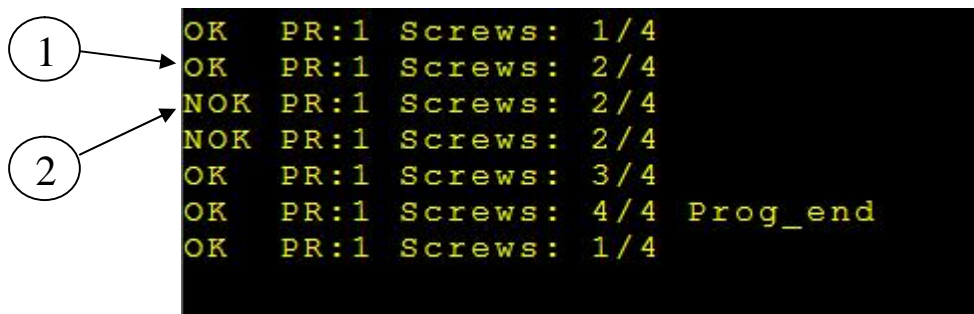 1
OK PR:1 Screws: 1/4
OK PR:1 Screws: 2/4
NOK PR:1 Screws: 2/4
NOK PR:1 Screws: 2/4
2
OK PR:1 Screws: 3/4
OK PR:1 Screws: 4/4 Prog_end
OK PR:1 Screws: 1/4